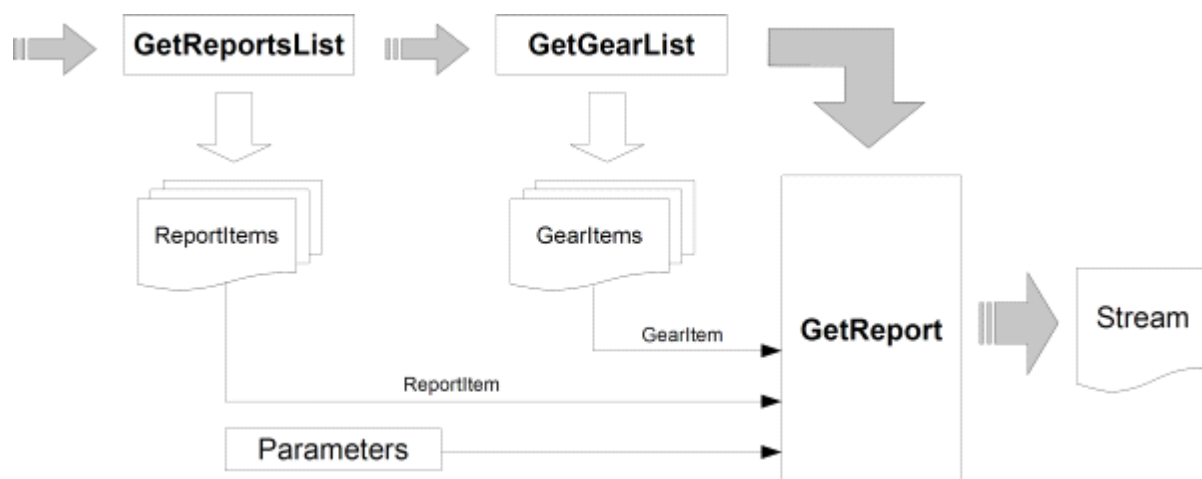 GetReportsList
GetGearList
ReportItems
GearItems
GearItem
GetReport
Stream
ReportItem
Parameters